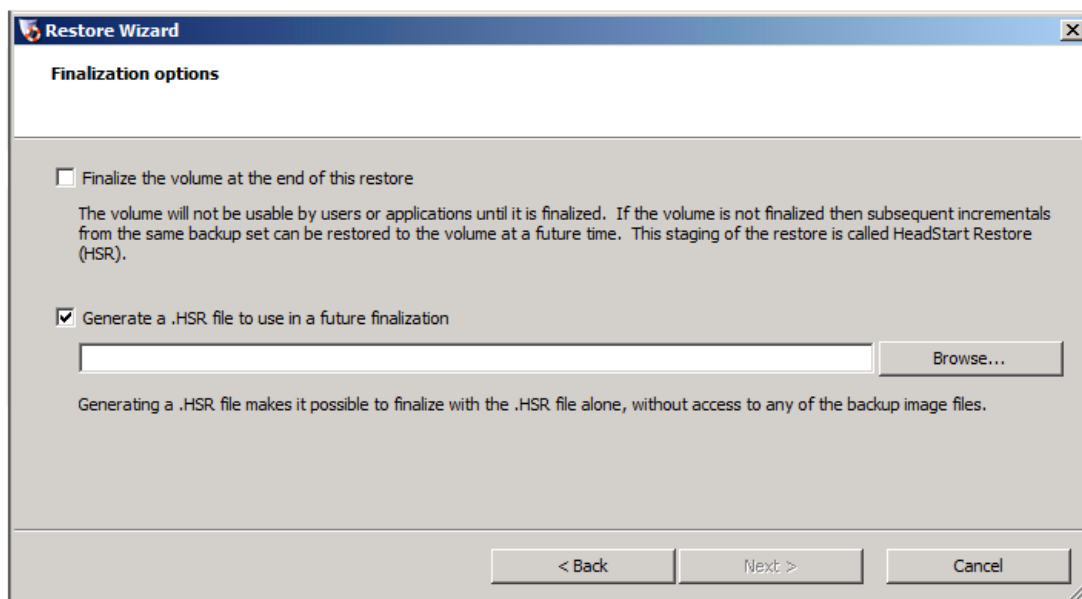 Restore Wizard
Finalization options
Finalize the volume at the end of this restore
The volume will not be usable by users or applications until it is finalized.  If the volume is not finalized then subsequent incrementals
from the same backup set can be restored to the volume at a future time.  This staging of the restore is called HeadStart Restore
(HSR).
Generate a .HSR file to use in a future finalization
Browse...
Generating a .HSR file makes it possible to finalize with the .HSR file alone, without access to any of the backup image files.
< Back
Next >
Cancel